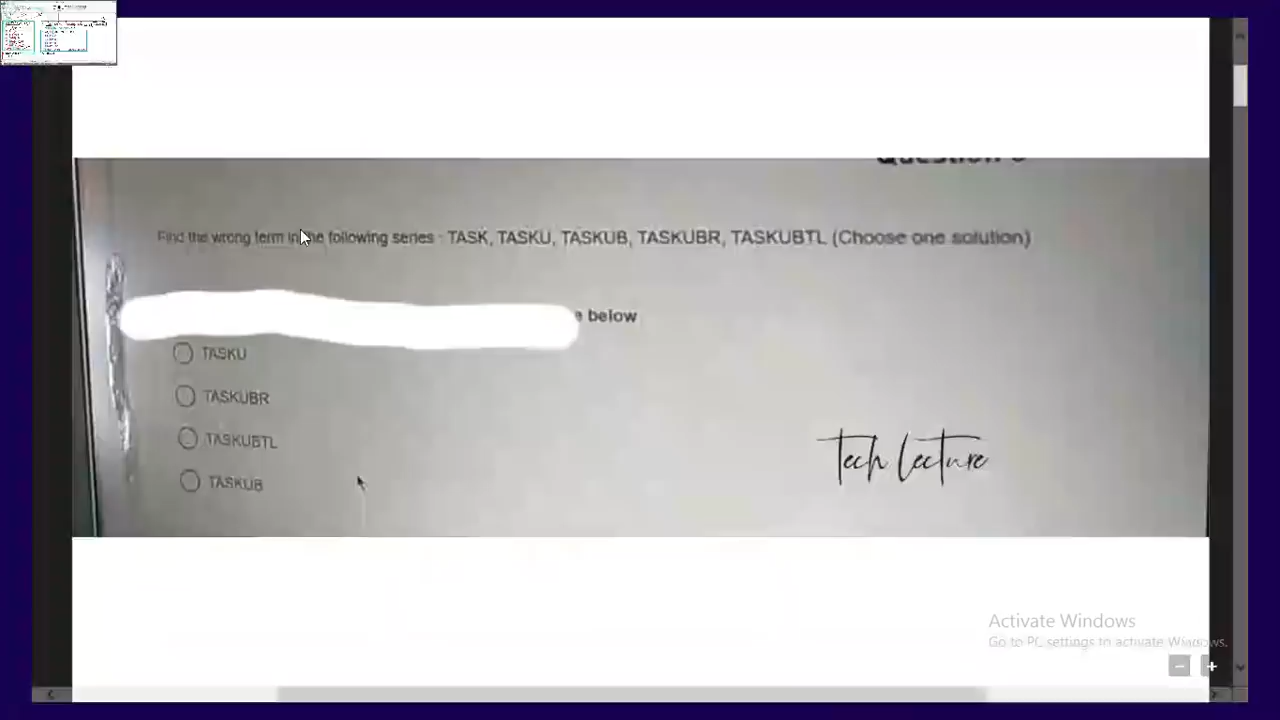 Find the wrong term in the following series - TASK, TASKU, TASKUB, TASKUBR, TASKUBTL (Choose one solution)
below
TASKU
TASKUBR
TASKUBTL
TASKUB
Tech Lecture
Activate Windows
Go to PC settings to activate Windows.